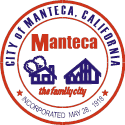 CITY OF MANTECA, CALIFORNIA
Manteca
the family city
INCORPORATED, MAY 28, 1918